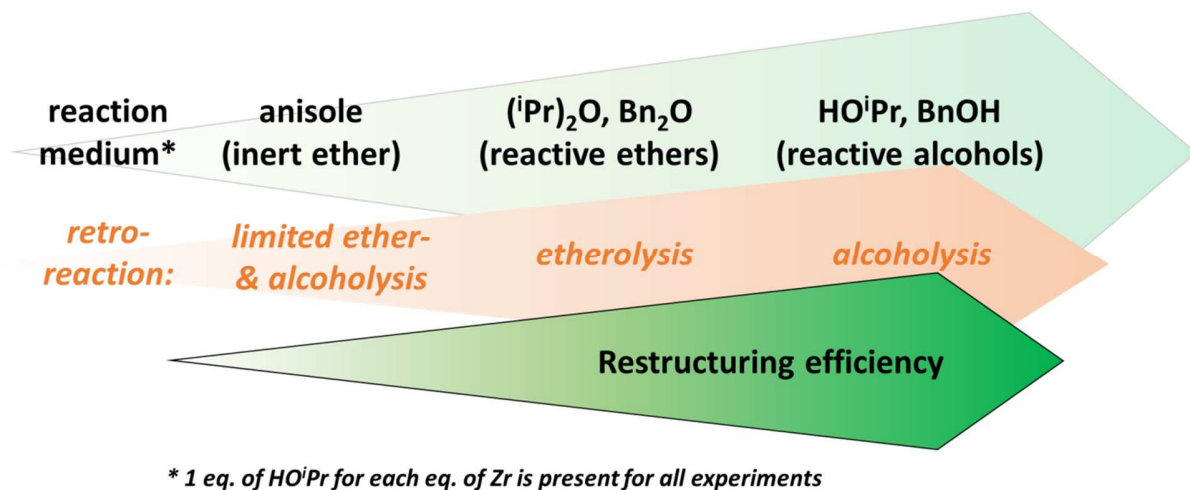 reaction medium*
anisole (inert ether)
(ⁱPr)₂O, Bn₂O (reactive ethers)
HOⁱPr, BnOH (reactive alcohols)
retro-reaction:
limited ether- & alcoholysis
etherolysis
alcoholysis
Restructuring efficiency
* 1 eq. of HOⁱPr for each eq. of Zr is present for all experiments